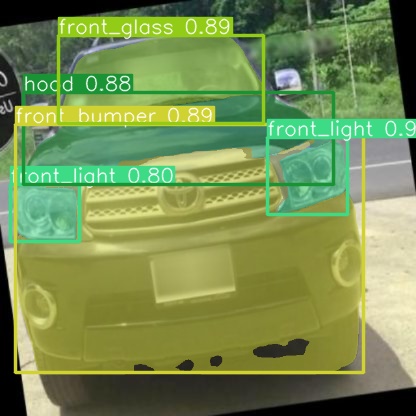 front_glass 0.89
hood 0.88
front_bumper 0.89
front_light 0.9
front_light 0.80